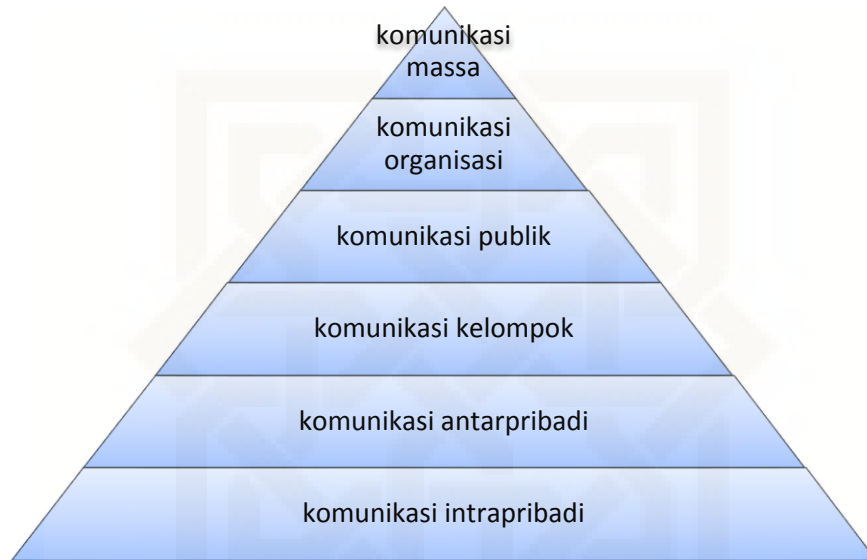 komunikasi
massa
komunikasi
organisasi
komunikasi publik
komunikasi kelompok
komunikasi antarpribadi
komunikasi intrapribadi